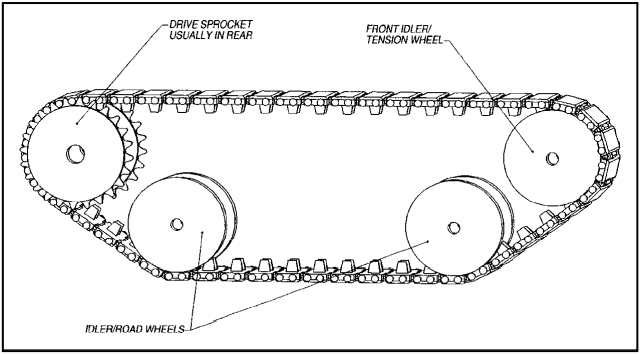 DRIVE SPROCKET
USUALLY IN REAR
FRONT IDLER/
TENSION WHEEL
IDLER/ROAD WHEELS